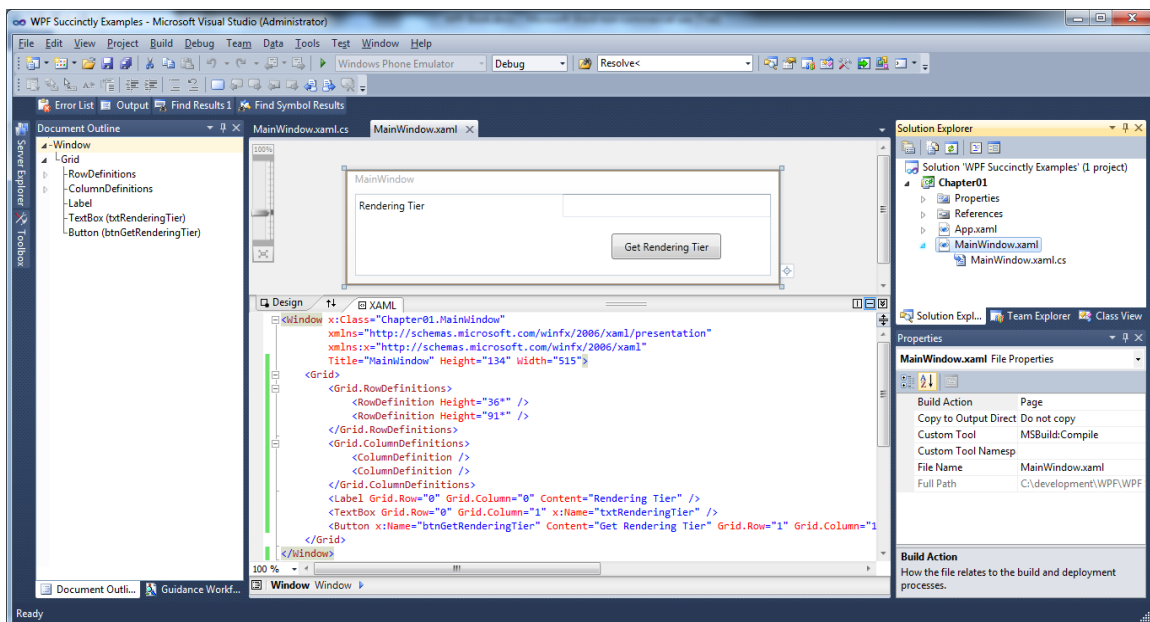 WPF Succinctly Examples - Microsoft Visual Studio (Administrator)
File Edit View Project Build Debug Team Data Tools Test Window Help
Windows Phone Emulator Debug Resolve<
Error List Output Find Results 1 Find Symbol Results
Server Explorer
Toolbox
Document Outline
-Window
Grid
RowDefinitions
ColumnDefinitions
Label
TextBox (txtRenderingTier)
Button (btnGetRenderingTier)
Document Outli... Guidance Workf...
MainWindow.xaml.cs MainWindow.xaml
100%
MainWindow
Rendering Tier
Get Rendering Tier
Design XAML
<Window x:Class="Chapter01.MainWindow"
xmlns="http://schemas.microsoft.com/winfx/2006/xaml/presentation"
xmlns:x="http://schemas.microsoft.com/winfx/2006/xaml"
Title="MainWindow" Height="134" Width="515">
<Grid>
<Grid.RowDefinitions>
<RowDefinition Height="36*" />
<RowDefinition Height="91*" />
</Grid.RowDefinitions>
<Grid.ColumnDefinitions>
<ColumnDefinition />
<ColumnDefinition />
</Grid.ColumnDefinitions>
<Label Grid.Row="0" Grid.Column="0" Content="Rendering Tier" />
<TextBox Grid.Row="0" Grid.Column="1" x:Name="txtRenderingTier" />
<Button x:Name="btnGetRenderingTier" Content="Get Rendering Tier" Grid.Row="1" Grid.Column="1
</Grid>
</Window>
100 %
Window Window
Solution Explorer
Solution 'WPF Succinctly Examples' (1 project)
Chapter01
Properties
References
App.xaml
MainWindow.xaml
MainWindow.xaml.cs
Solution Expl... Team Explorer Class View
Properties
MainWindow.xaml File Properties
Build Action Page
Copy to Output Direct Do not copy
Custom Tool MSBuild:Compile
Custom Tool Namesp
File Name MainWindow.xaml
Full Path C:\development\WPF\WPF
Build Action
How the file relates to the build and deployment
processes.
Ready